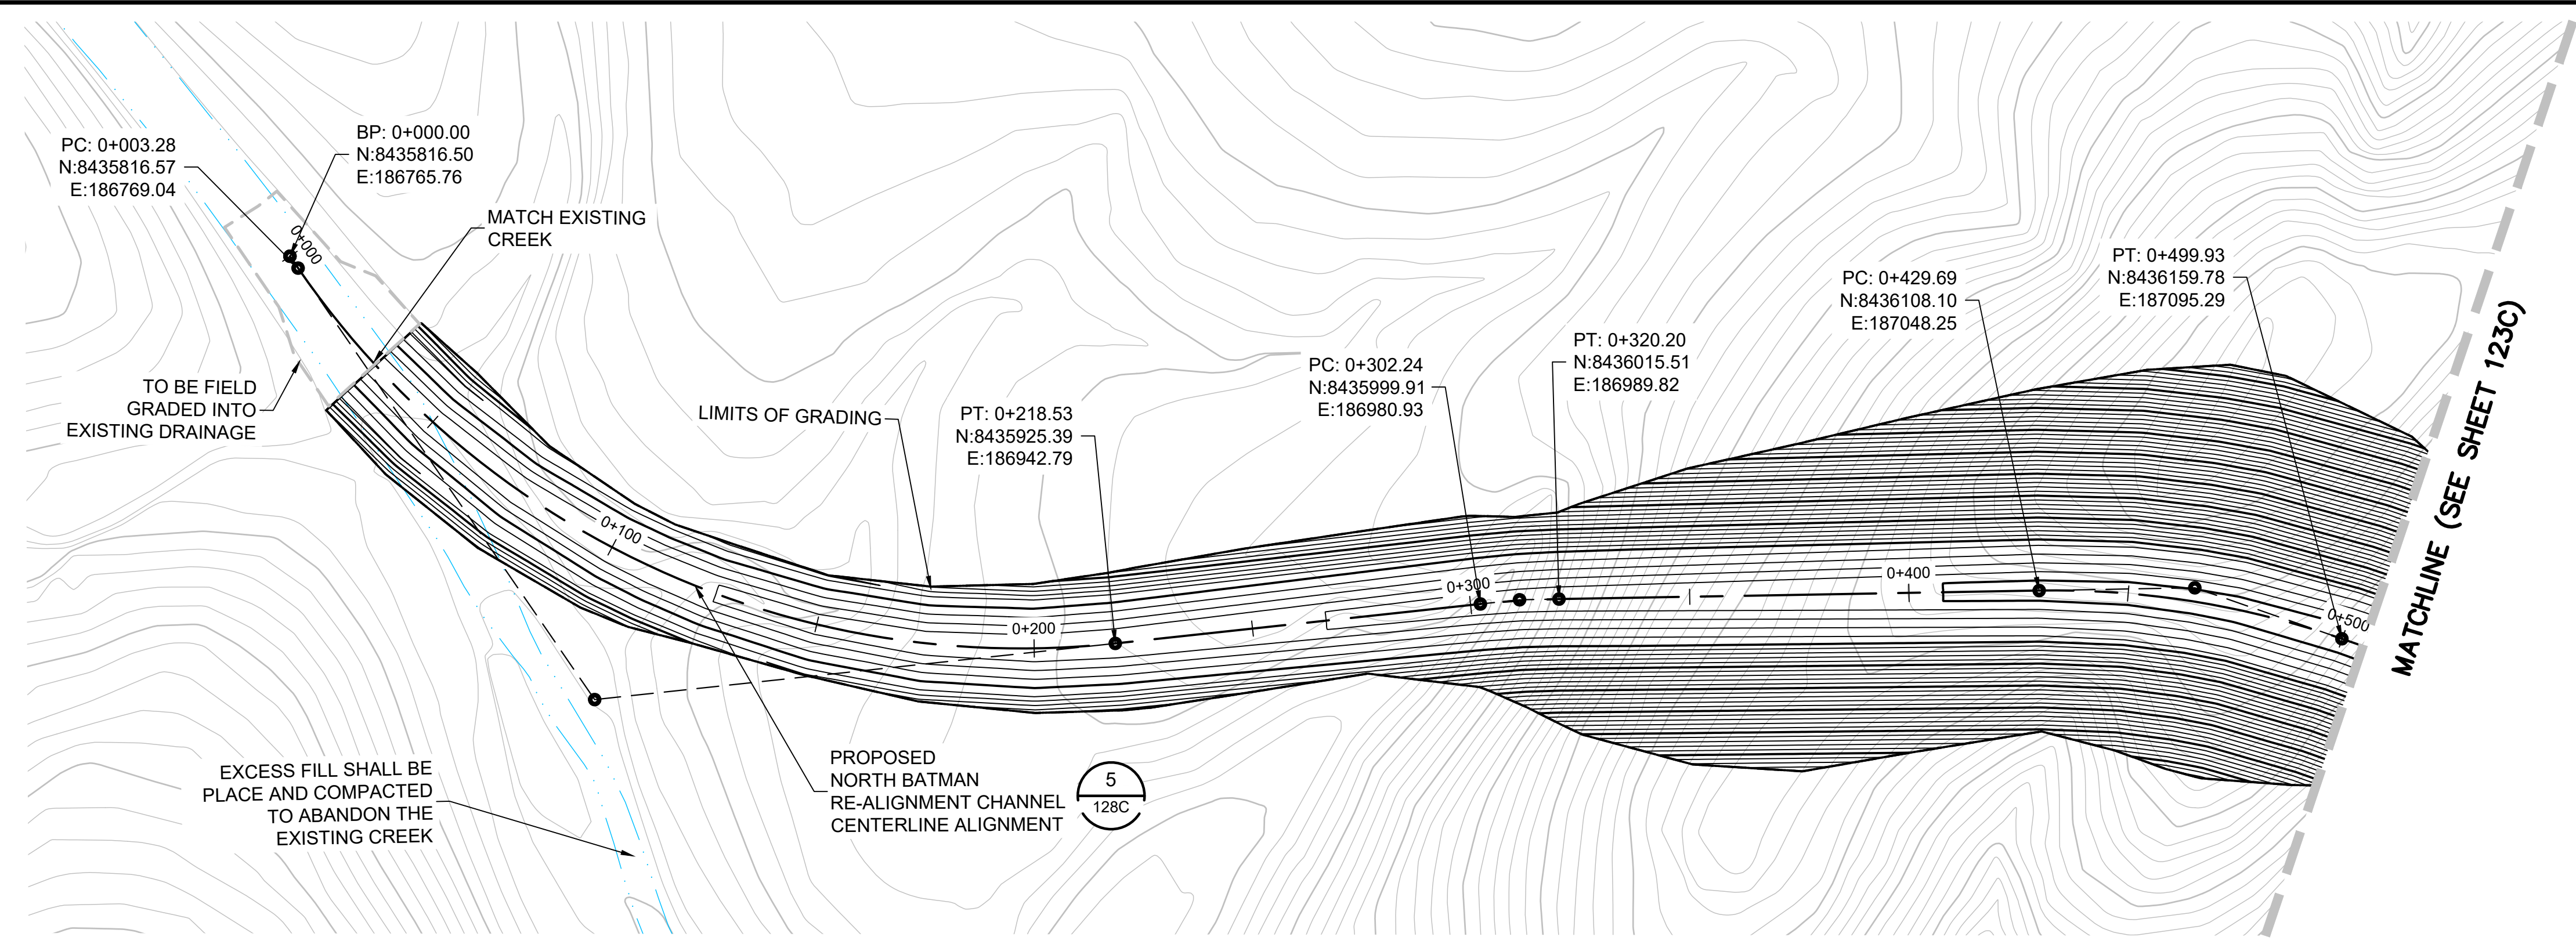 PC: 0+003.28
N:8435816.57
E:186769.04
BP: 0+000.00
N:8435816.50
E:186765.76
0+000
MATCH EXISTING
CREEK
TO BE FIELD
GRADED INTO
EXISTING DRAINAGE
0+100
LIMITS OF GRADING
PT: 0+218.53
N:8435925.39
E:186942.79
0+200
PC: 0+302.24
N:8435999.91
E:186980.93
0+300
PT: 0+320.20
N:8436015.51
E:186989.82
PC: 0+429.69
N:8436108.10
E:187048.25
0+400
PT: 0+499.93
N:8436159.78
E:187095.29
0+500
MATCHLINE (SEE SHEET 123C)
EXCESS FILL SHALL BE
PLACE AND COMPACTED
TO ABANDON THE
EXISTING CREEK
PROPOSED
NORTH BATMAN
RE-ALIGNMENT CHANNEL
CENTERLINE ALIGNMENT
5
128C